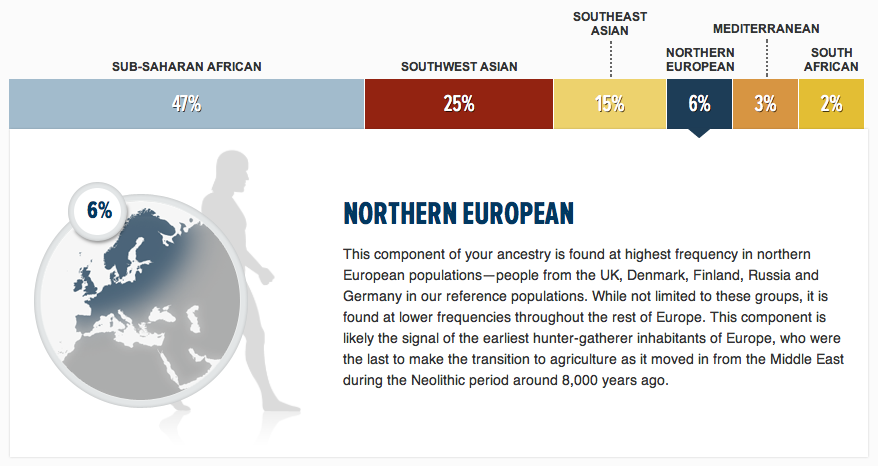 SOUTHEAST
ASIAN
MEDITERRANEAN
SUB-SAHARAN AFRICAN
SOUTHWEST ASIAN
NORTHERN
EUROPEAN
SOUTH
AFRICAN
47%
25%
15%
6%
3%
2%
6%
NORTHERN EUROPEAN
This component of your ancestry is found at highest frequency in northern
European populations—people from the UK, Denmark, Finland, Russia and
Germany in our reference populations. While not limited to these groups, it is
found at lower frequencies throughout the rest of Europe. This component is
likely the signal of the earliest hunter-gatherer inhabitants of Europe, who were
the last to make the transition to agriculture as it moved in from the Middle East
during the Neolithic period around 8,000 years ago.